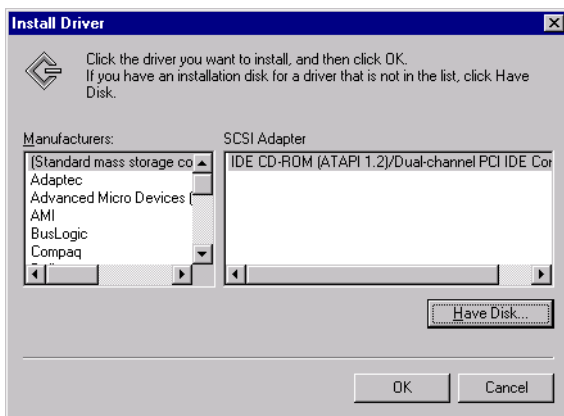 Install Driver
Click the driver you want to install, and then click OK.
If you have an installation disk for a driver that is not in the list, click Have
Disk.
Manufacturers:
SCSI Adapter
(Standard mass storage co
Adaptec
Advanced Micro Devices (
AMI
BusLogic
Compaq
IDE CD-ROM (ATAPI 1.2)/Dual-channel PCI IDE Con
Have Disk...
OK
Cancel